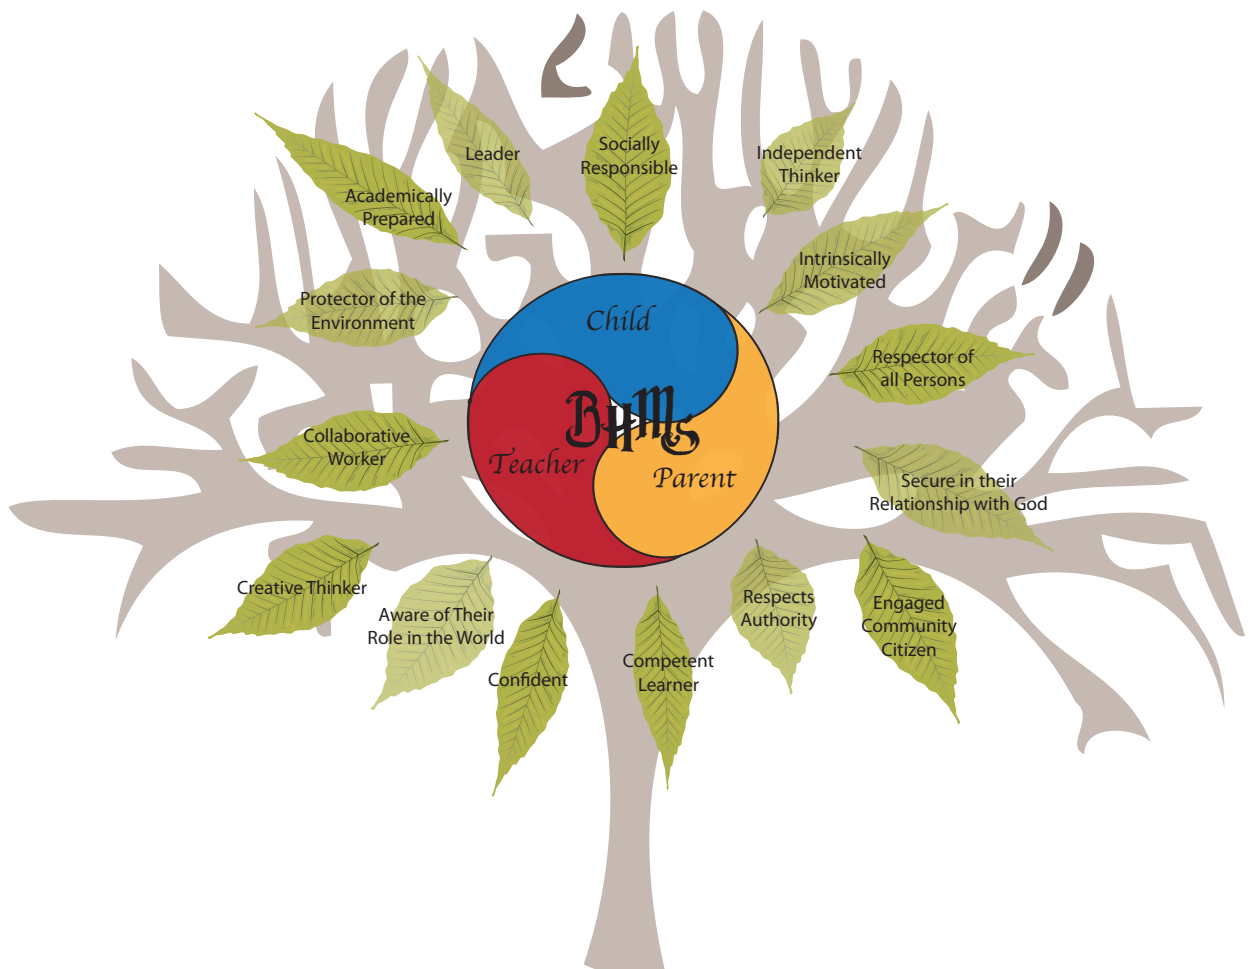 Socially
Responsible
Leader
Independent
Thinker
Academically
Prepared
Intrinsically
Motivated
Protector of the
Environment
Child
Respector of
all Persons
BHMS
Collaborative
Worker
Teacher
Parent
Secure in their
Relationship with God
Creative Thinker
Aware of Their
Role in the World
Respects
Authority
Engaged
Community
Citizen
Confident
Competent
Learner